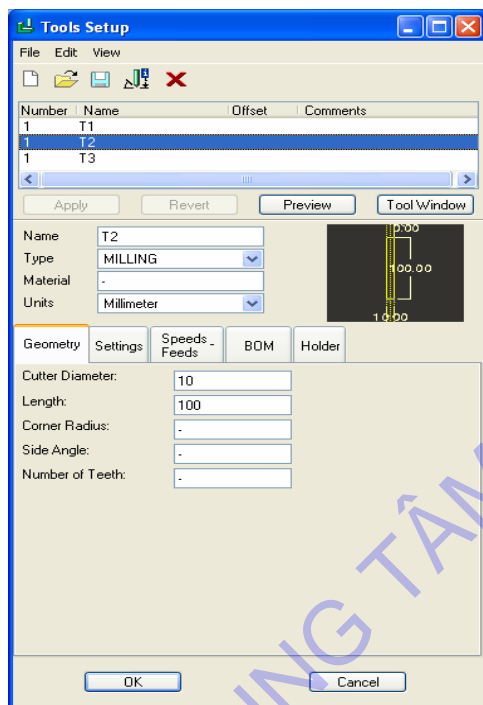 Tools Setup
File Edit View
Number Name Offset Comments
1 T1
1 T2
1 T3
Apply Revert Preview Tool Window
Name T2
Type MILLING
Material -
Units Millimeter
0.00
100.00
10.00
Geometry Settings Speeds - Feeds BOM Holder
Cutter Diameter: 10
Length: 100
Corner Radius: -
Side Angle: -
Number of Teeth: -
OK Cancel
UNG TÂM